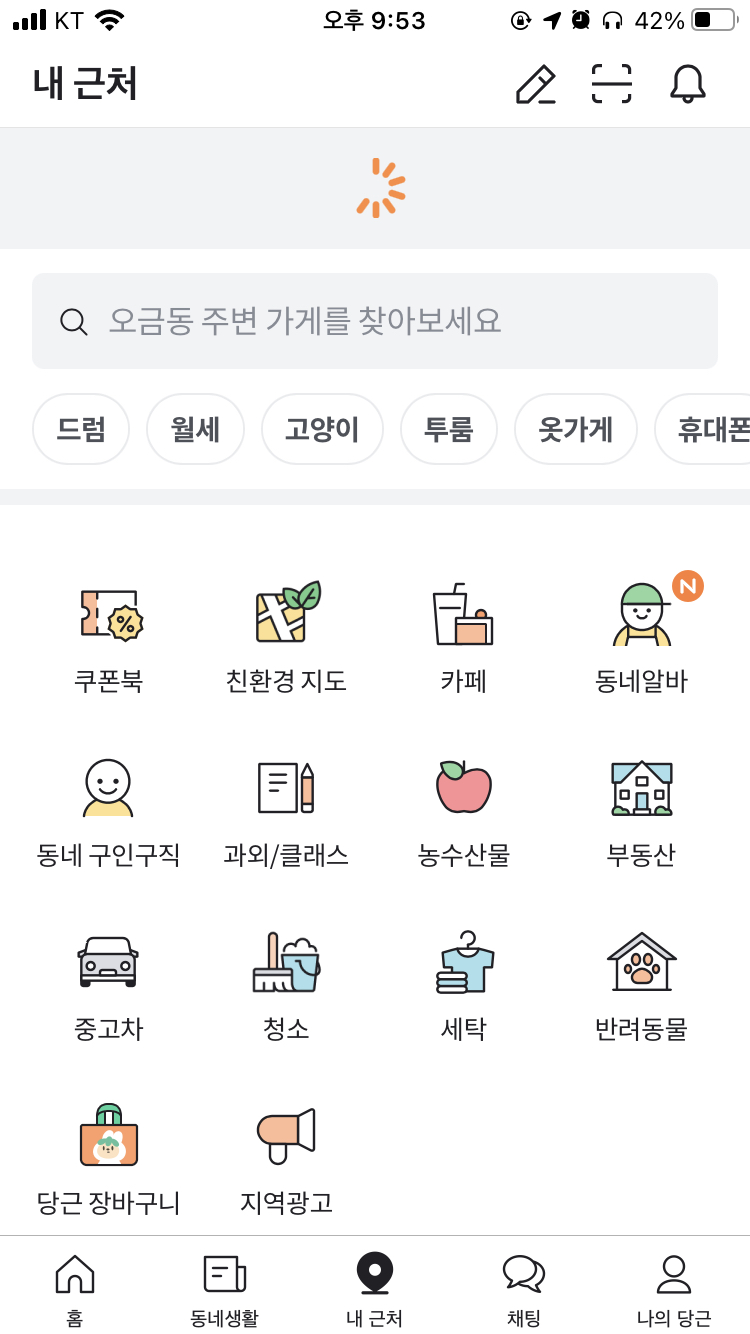 KT 오후 9:53 42%
내 근처
오금동 주변 가게를 찾아보세요
드럼 월세 고양이 투룸 옷가게 휴대폰
N
%
쿠폰북 친환경 지도 카페 동네알바
동네 구인구직 과외/클래스 농수산물 부동산
중고차 청소 세탁 반려동물
당근 장바구니 지역광고
홈 동네생활 내 근처 채팅 나의 당근